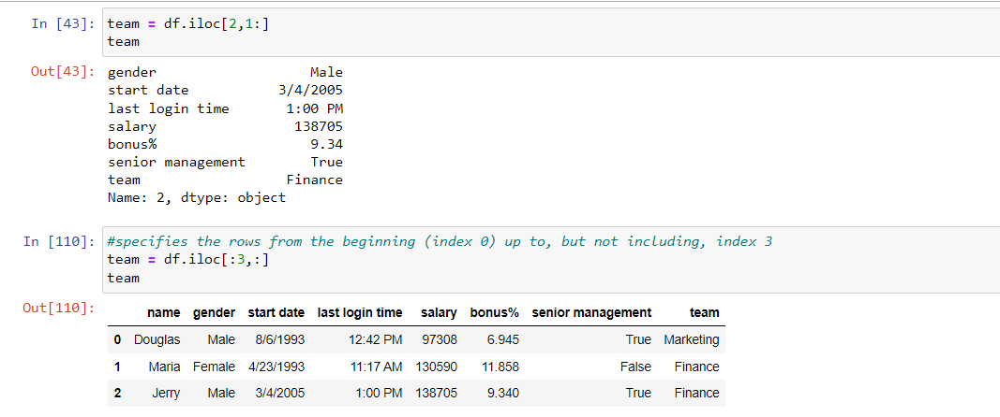 In [43]: team = df.iloc[2,1:]
team
Out[43]: gender Male
start date 3/4/2005
last login time 1:00 PM
salary 138705
bonus% 9.34
senior management True
team Finance
Name: 2, dtype: object
In [110]: #specifies the rows from the beginning (index 0) up to, but not including, index 3
team = df.iloc[:3,:]
team
Out[110]:
name gender start date last login time salary bonus% senior management team
0 Douglas Male 8/6/1993 12:42 PM 97308 6.945 True Marketing
1 Maria Female 4/23/1993 11:17 AM 130590 11.858 False Finance
2 Jerry Male 3/4/2005 1:00 PM 138705 9.340 True Finance